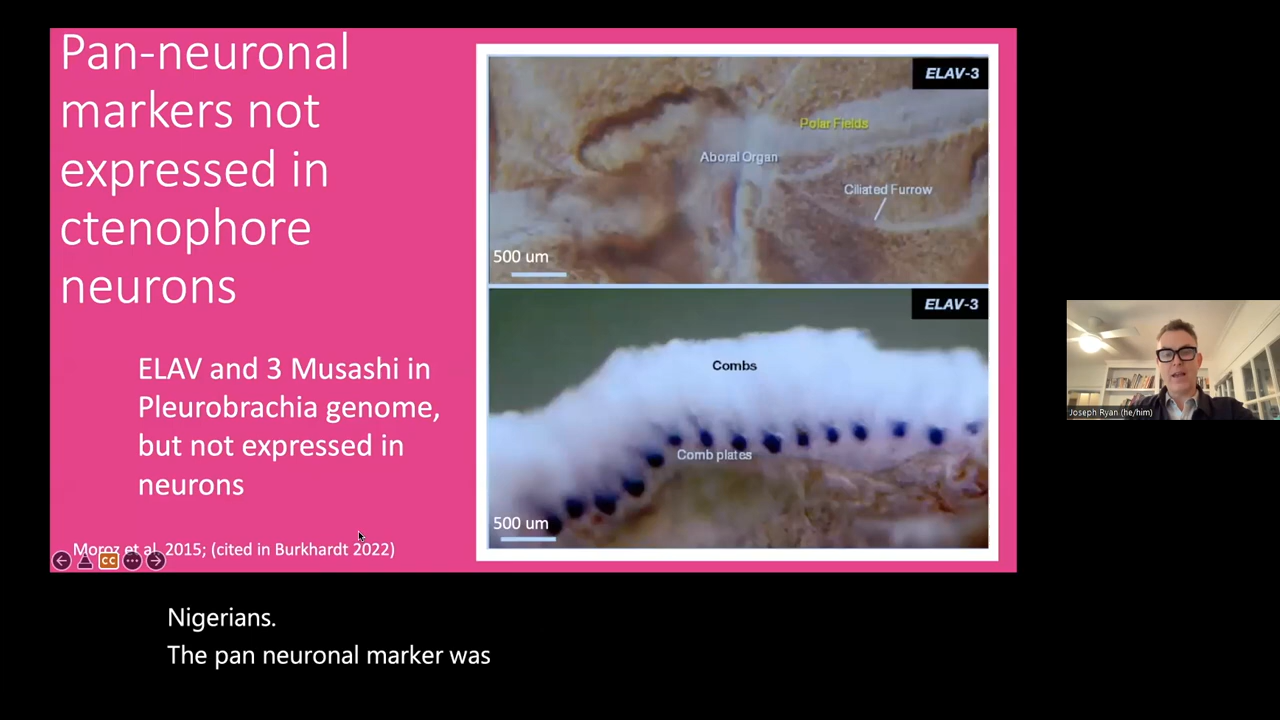 Pan-neuronal
markers not
expressed in
ctenophore
neurons
ELAV and 3 Musashi in
Pleurobrachia genome,
but not expressed in
neurons
Moroz et al. 2015; (cited in Burkhardt 2022)
CC
ELAV-3
Polar Fields
Aboral Organ
Ciliated Furrow
500 um
ELAV-3
Combs
Comb plates
500 um
Joseph Ryan (he/him)
Nigerians.
The pan neuronal marker was